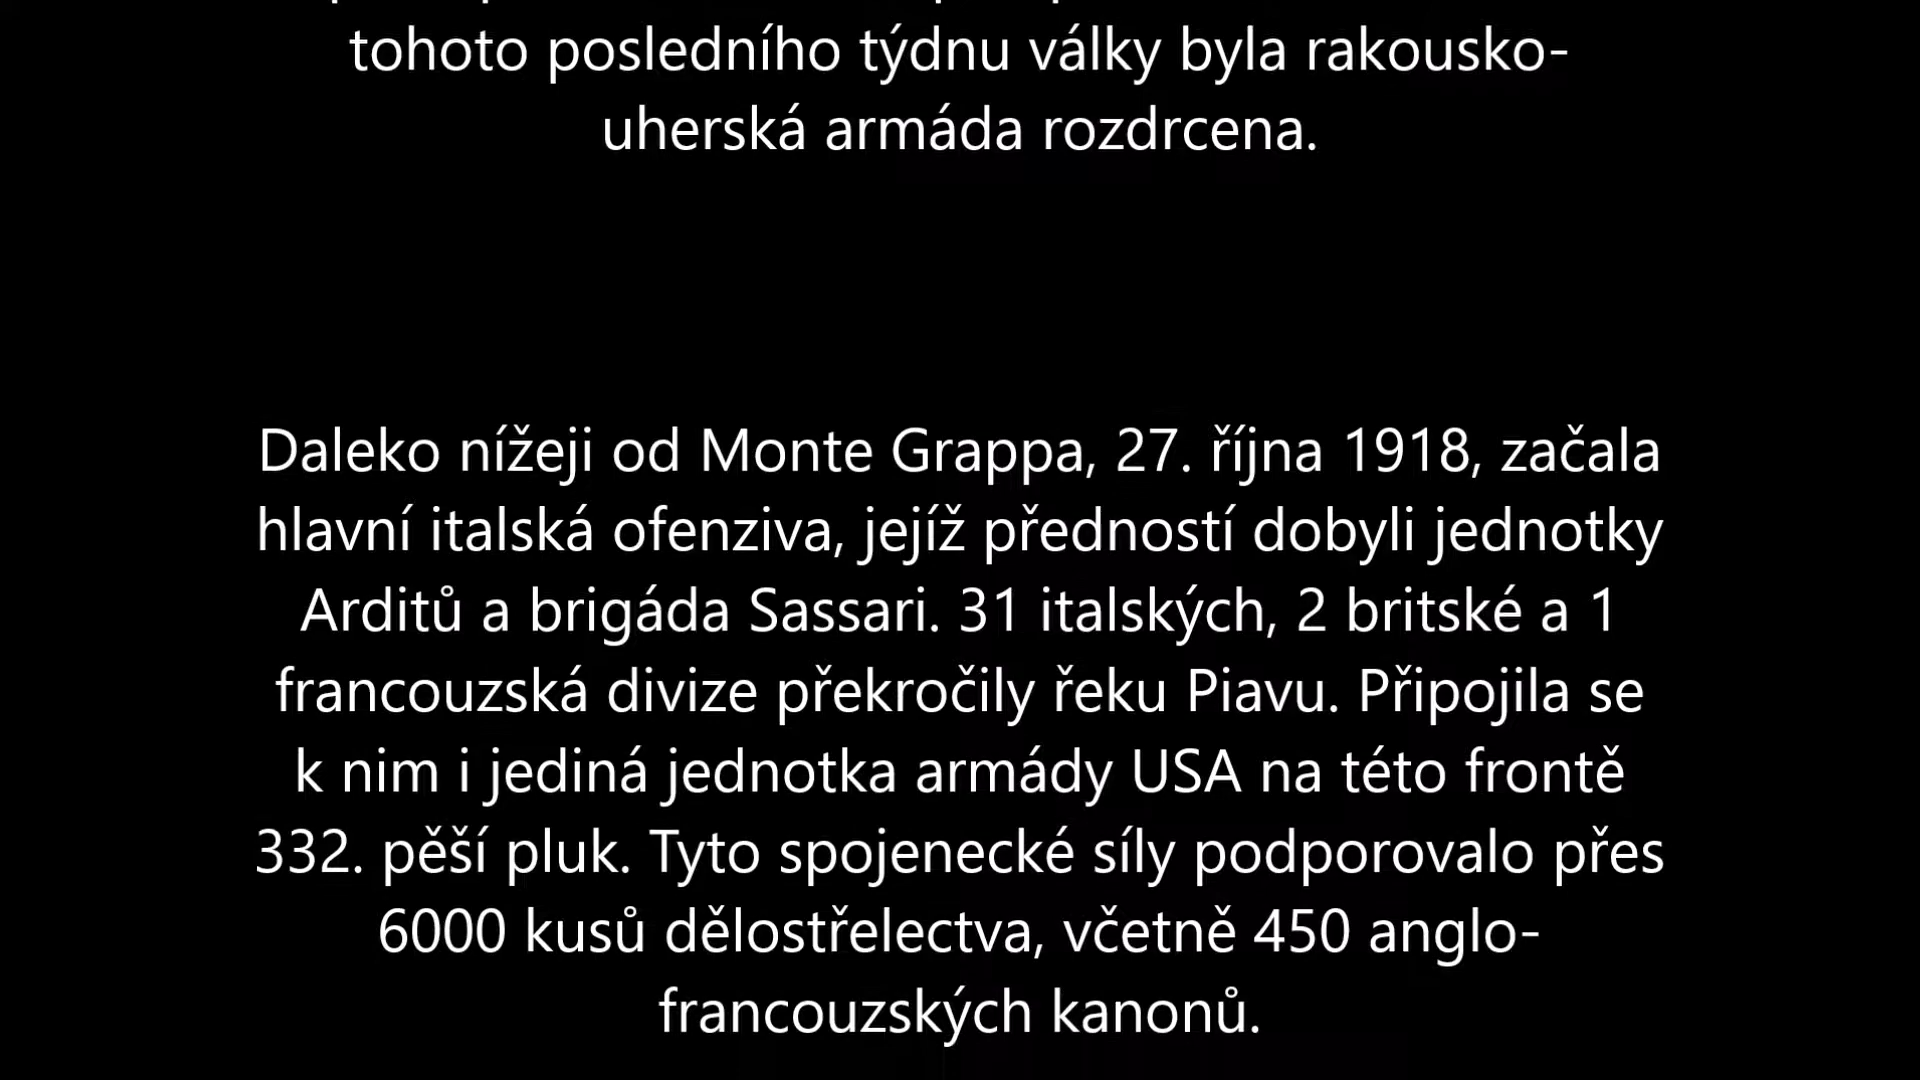 tohoto posledního týdnu války byla rakousko-
uherská armáda rozdrcena.
Daleko nížeji od Monte Grappa, 27. října 1918, začala
hlavní italská ofenziva, jejíž předností dobyli jednotky
Arditů a brigáda Sassari. 31 italských, 2 britské a 1
francouzská divize překročily řeku Piavu. Připojila se
k nim i jediná jednotka armády USA na této frontě
332. pěší pluk. Tyto spojenecké síly podporovalo přes
6000 kusů dělostřelectva, včetně 450 anglo-
francouzských kanonů.